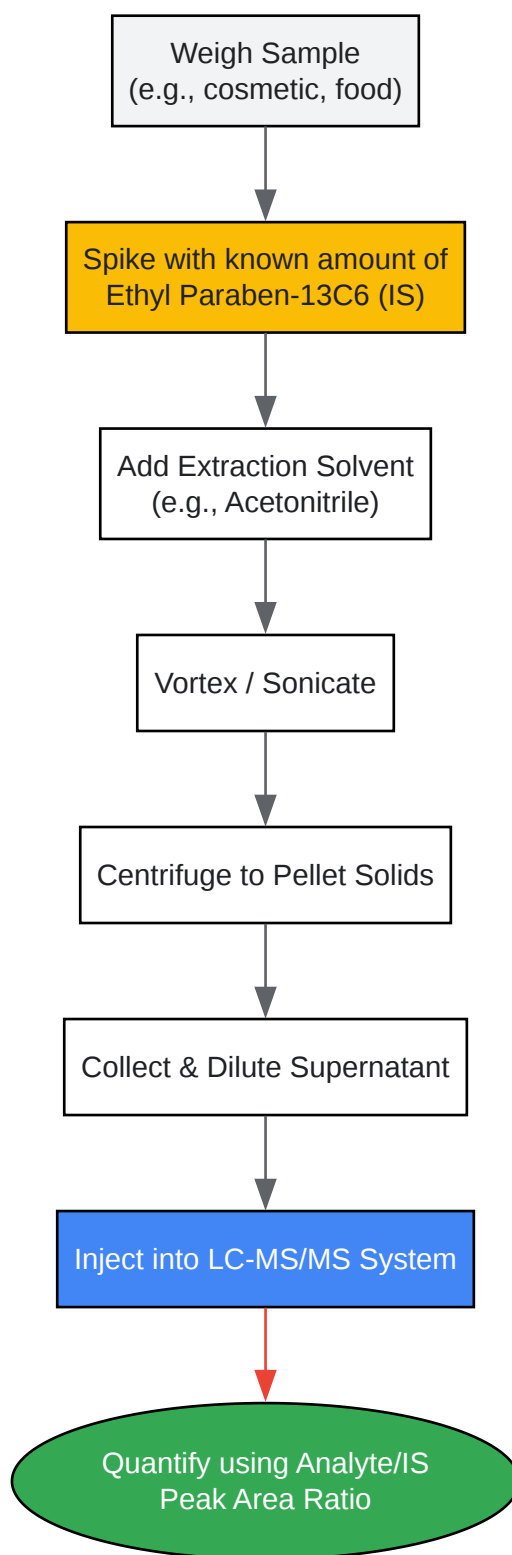 Weigh Sample
(e.g., cosmetic, food)
Spike with known amount of
Ethyl Paraben-13C6 (IS)
Add Extraction Solvent
(e.g., Acetonitrile)
Vortex / Sonicate
Centrifuge to Pellet Solids
Collect & Dilute Supernatant
Inject into LC-MS/MS System
Quantify using Analyte/IS
Peak Area Ratio